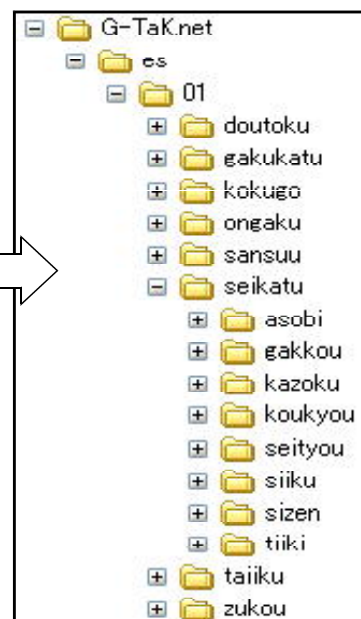 G-TaK.net
es
01
doutoku
gakukatu
kokugo
ongaku
sansuu
seikatu
asobi
gakkou
kazoku
koukyou
seityou
siiku
sizen
tiiki
taiiku
zukou